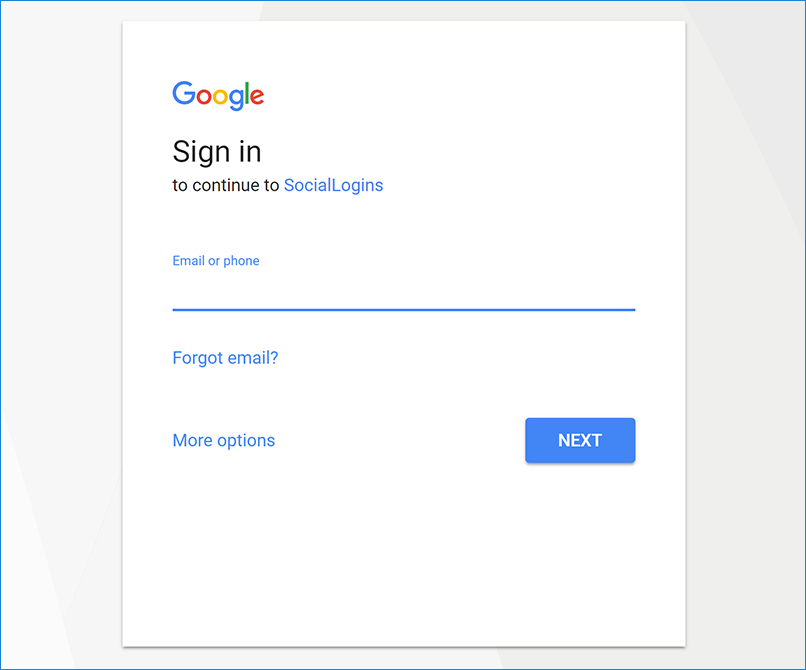 Google
Sign in
to continue to SocialLogins
Email or phone
Forgot email?
More options
NEXT